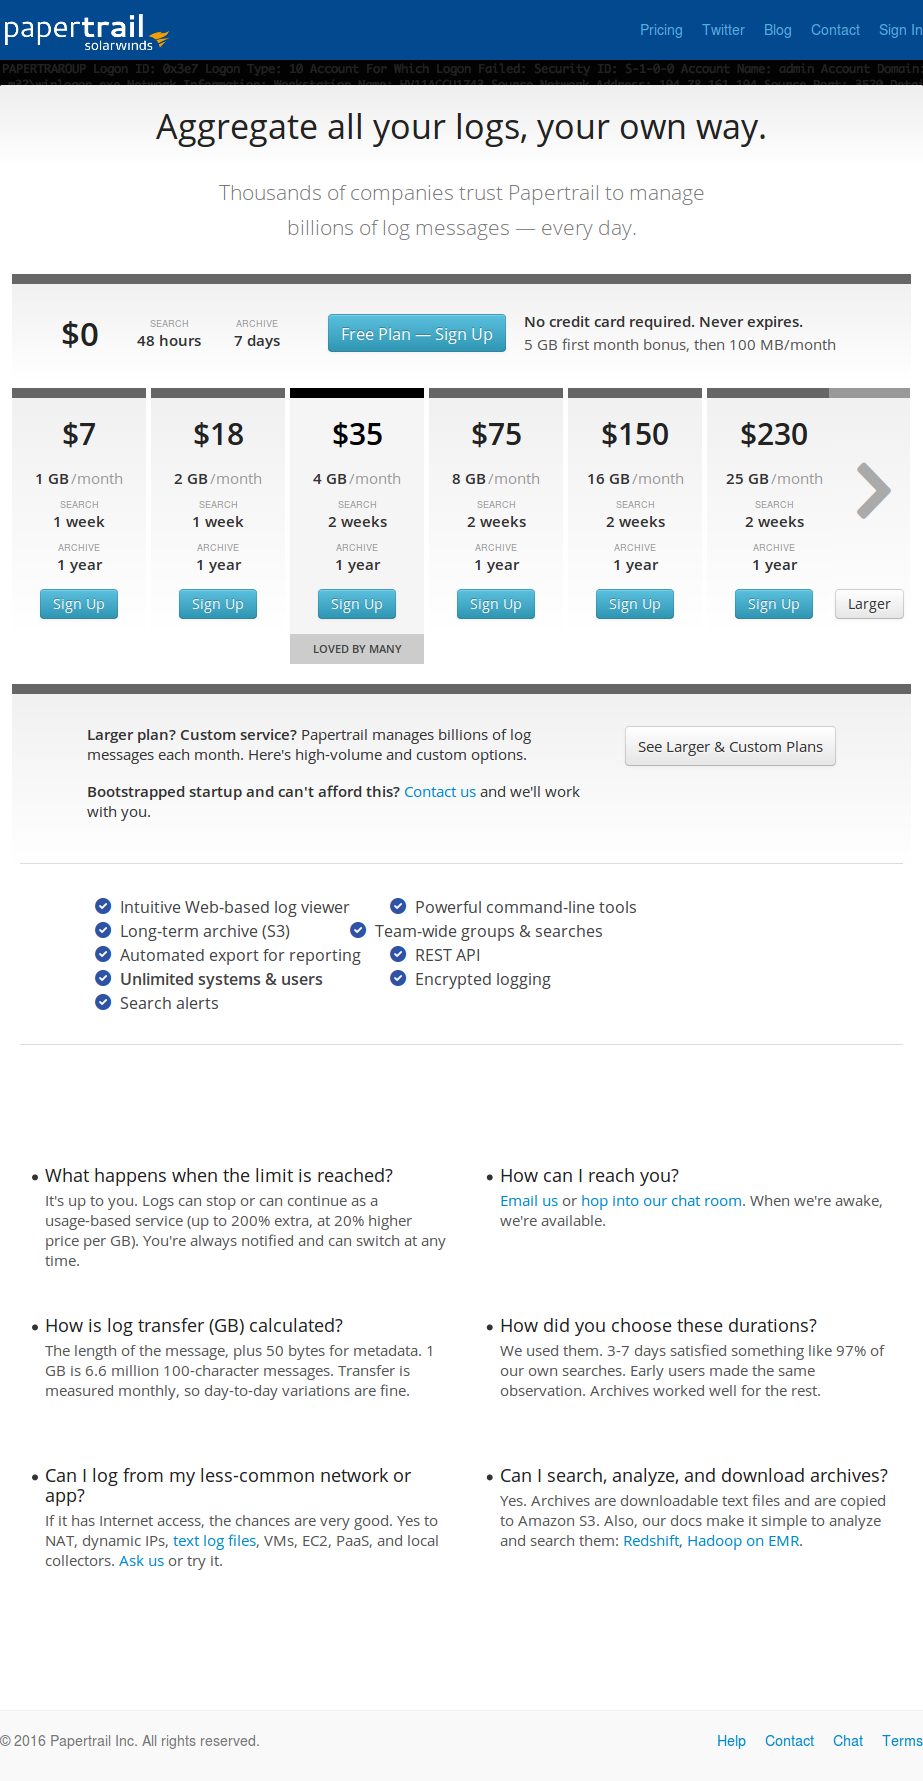 papertrail
solarwinds
Pricing Twitter Blog Contact Sign In
PAPERTRAROUP Logon ID: 0x3e7 Logon Type: 10 Account For Which Logon Failed: Security ID: S-1-0-0 Account Name: admin Account Domain:
Aggregate all your logs, your own way.
Thousands of companies trust Papertrail to manage
billions of log messages — every day.
$0
SEARCH
48 hours
ARCHIVE
7 days
Free Plan — Sign Up
No credit card required. Never expires.
5 GB first month bonus, then 100 MB/month
$7
1 GB/month
SEARCH
1 week
ARCHIVE
1 year
Sign Up
$18
2 GB/month
SEARCH
1 week
ARCHIVE
1 year
Sign Up
$35
4 GB/month
SEARCH
2 weeks
ARCHIVE
1 year
Sign Up
LOVED BY MANY
$75
8 GB/month
SEARCH
2 weeks
ARCHIVE
1 year
Sign Up
$150
16 GB/month
SEARCH
2 weeks
ARCHIVE
1 year
Sign Up
$230
25 GB/month
SEARCH
2 weeks
ARCHIVE
1 year
Sign Up
Larger
Larger plan? Custom service? Papertrail manages billions of log
messages each month. Here's high-volume and custom options.
See Larger & Custom Plans
Bootstrapped startup and can't afford this? Contact us and we'll work
with you.
Intuitive Web-based log viewer
Powerful command-line tools
Long-term archive (S3)
Team-wide groups & searches
Automated export for reporting
REST API
Unlimited systems & users
Encrypted logging
Search alerts
What happens when the limit is reached?
It's up to you. Logs can stop or can continue as a
usage-based service (up to 200% extra, at 20% higher
price per GB). You're always notified and can switch at any
time.
How can I reach you?
Email us or hop into our chat room. When we're awake,
we're available.
How is log transfer (GB) calculated?
The length of the message, plus 50 bytes for metadata. 1
GB is 6.6 million 100-character messages. Transfer is
measured monthly, so day-to-day variations are fine.
How did you choose these durations?
We used them. 3-7 days satisfied something like 97% of
our own searches. Early users made the same
observation. Archives worked well for the rest.
Can I log from my less-common network or
app?
If it has Internet access, the chances are very good. Yes to
NAT, dynamic IPs, text log files, VMs, EC2, PaaS, and local
collectors. Ask us or try it.
Can I search, analyze, and download archives?
Yes. Archives are downloadable text files and are copied
to Amazon S3. Also, our docs make it simple to analyze
and search them: Redshift, Hadoop on EMR.
© 2016 Papertrail Inc. All rights reserved.
Help Contact Chat Terms